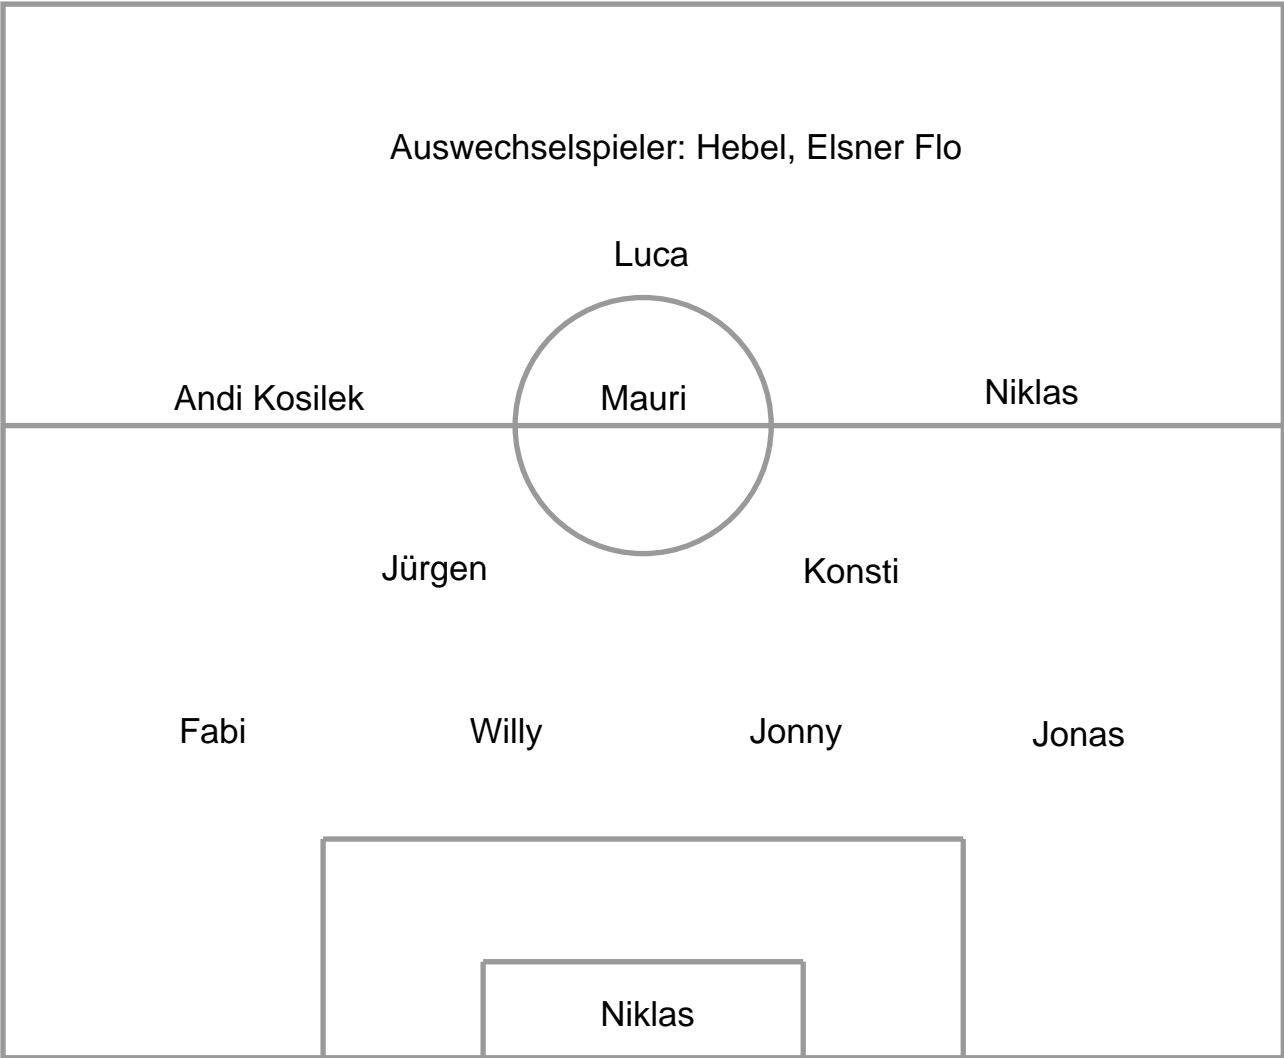 Auswechselspieler: Hebel, Elsner Flo
Luca
Andi Kosilek
Mauri
Niklas
Jürgen
Konsti
Fabi
Willy
Jonny
Jonas
Niklas